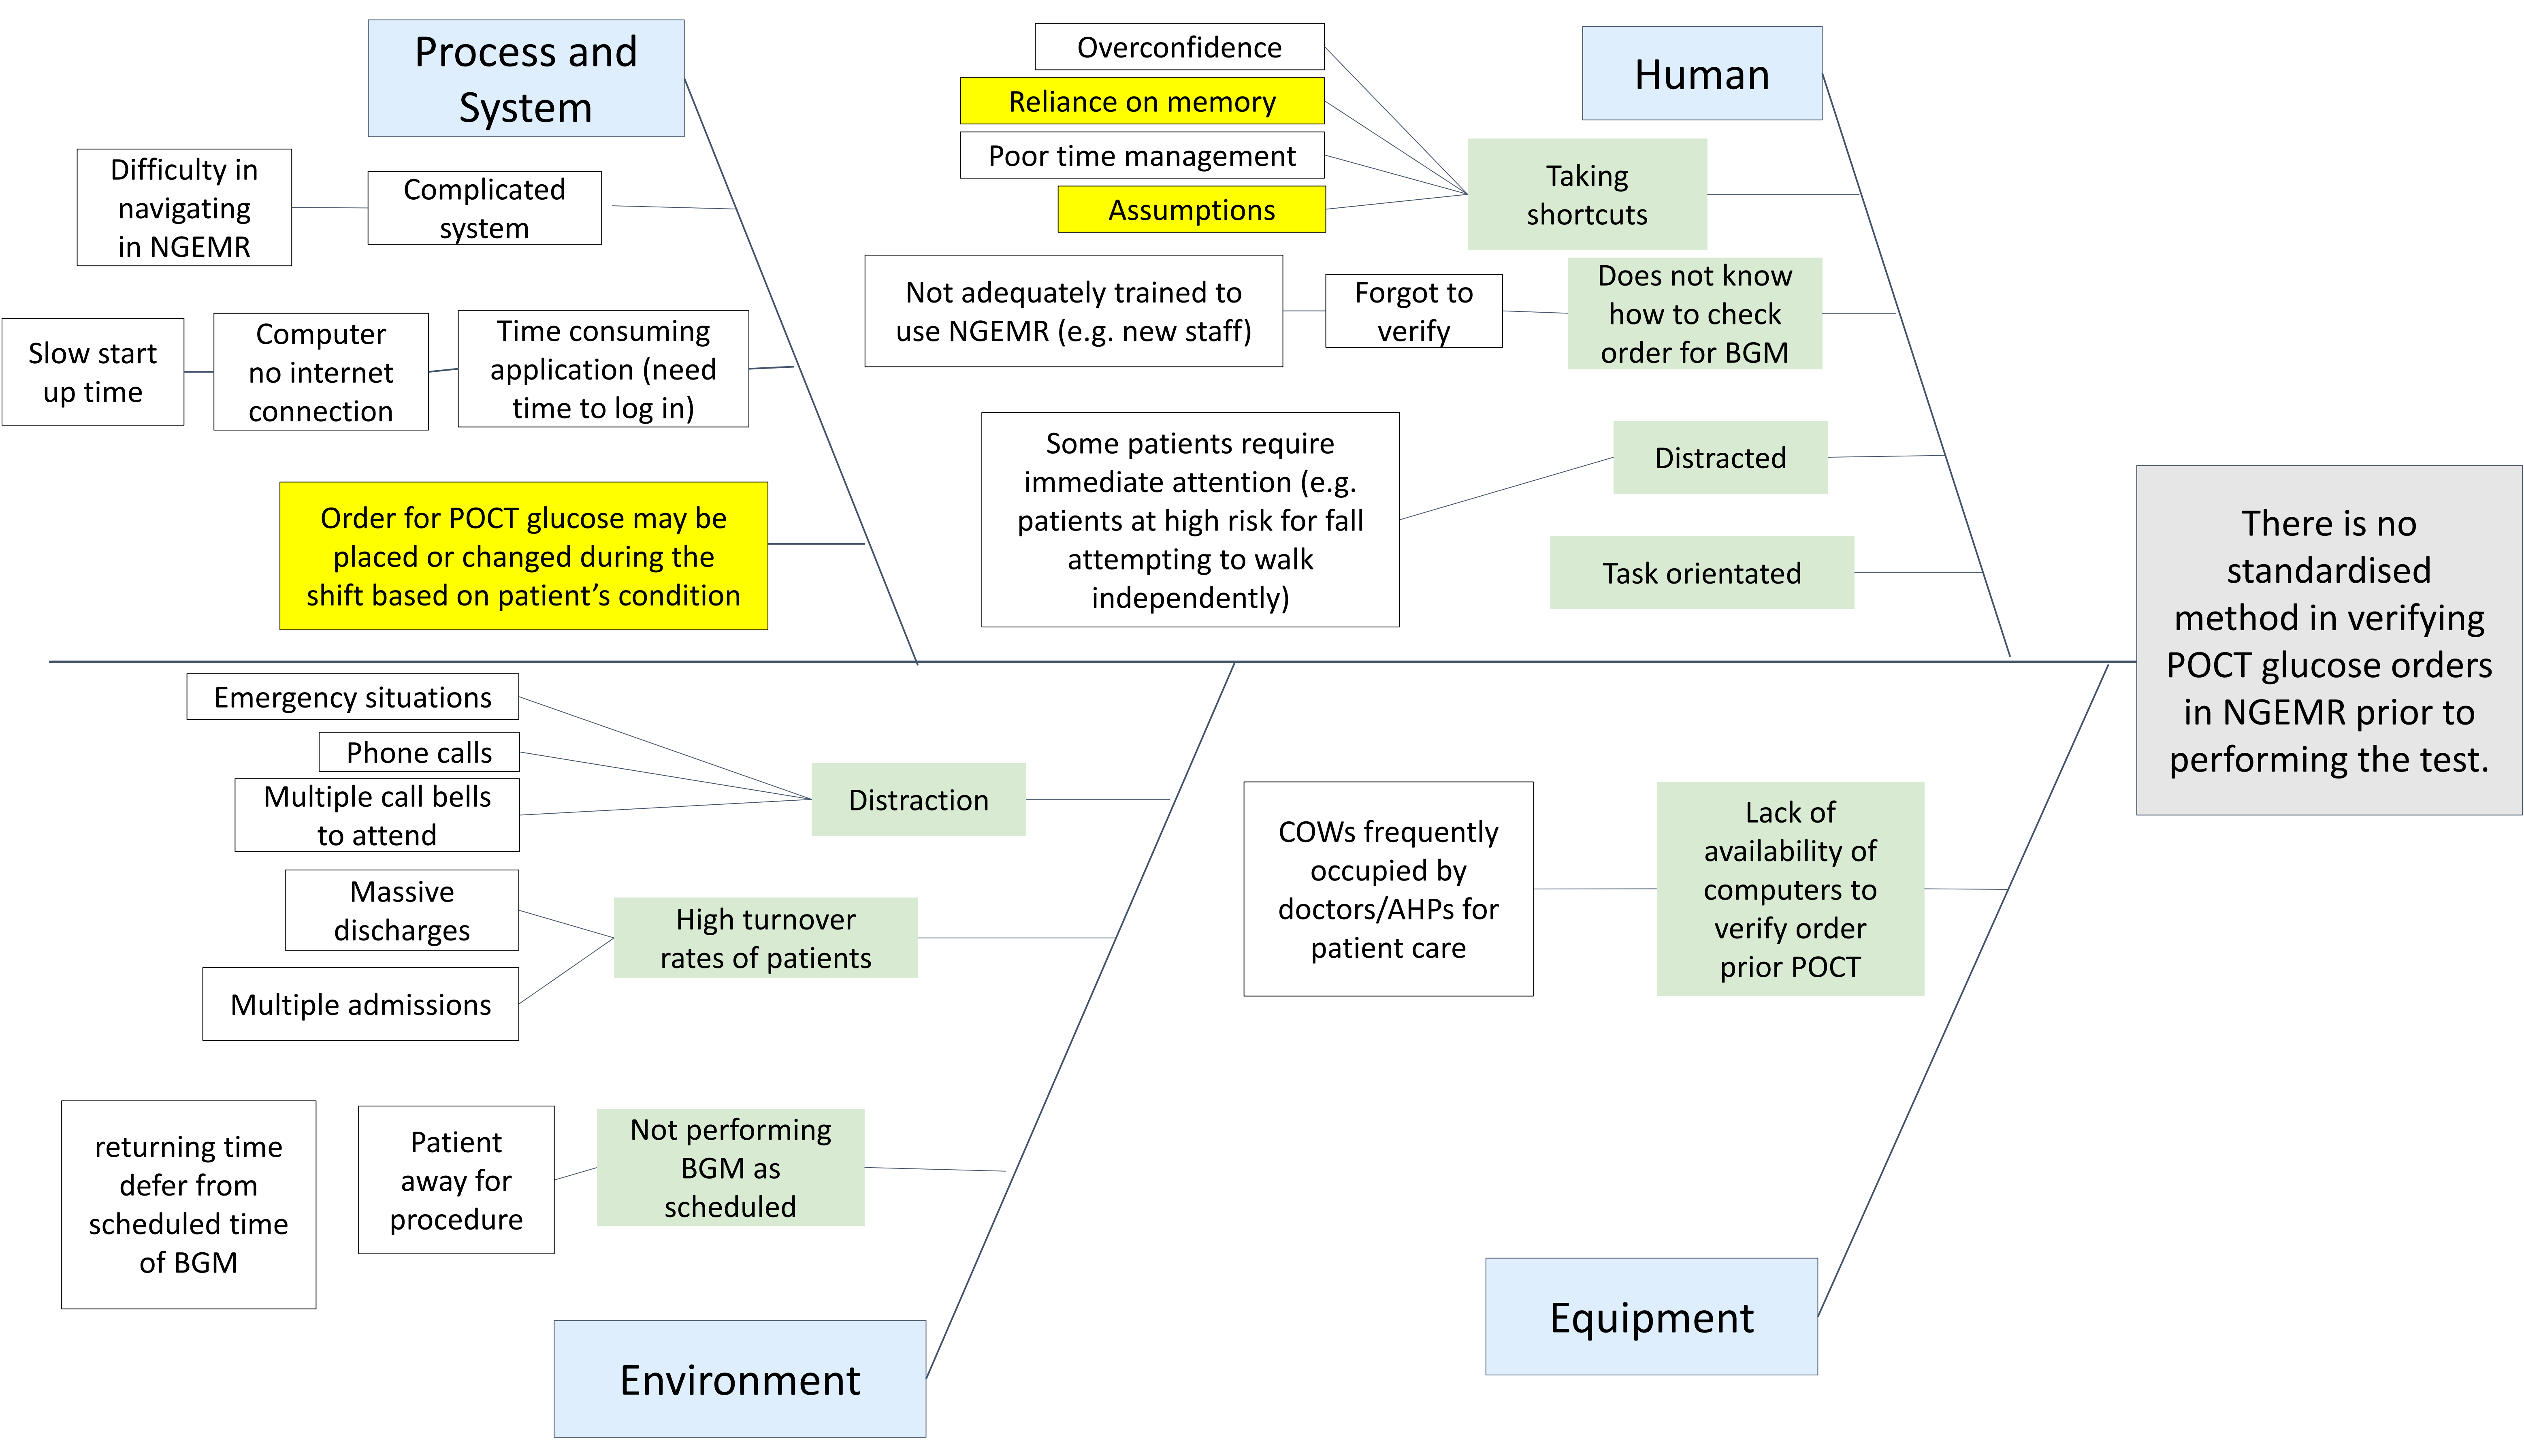 Process and
System
Difficulty in
navigating
in NGEMR
Complicated
system
Slow start
up time
Computer
no internet
connection
Time consuming
application (need
time to log in)
Order for POCT glucose may be
placed or changed during the
shift based on patient’s condition
Human
Overconfidence
Reliance on memory
Poor time management
Assumptions
Taking
shortcuts
Not adequately trained to
use NGEMR (e.g. new staff)
Forgot to
verify
Does not know
how to check
order for BGM
Some patients require
immediate attention (e.g.
patients at high risk for fall
attempting to walk
independently)
Distracted
Task orientated
There is no
standardised
method in verifying
POCT glucose orders
in NGEMR prior to
performing the test.
Emergency situations
Phone calls
Multiple call bells
to attend
Distraction
Massive
discharges
Multiple admissions
High turnover
rates of patients
returning time
defer from
scheduled time
of BGM
Patient
away for
procedure
Not performing
BGM as
scheduled
Environment
COWs frequently
occupied by
doctors/AHPs for
patient care
Lack of
availability of
computers to
verify order
prior POCT
Equipment